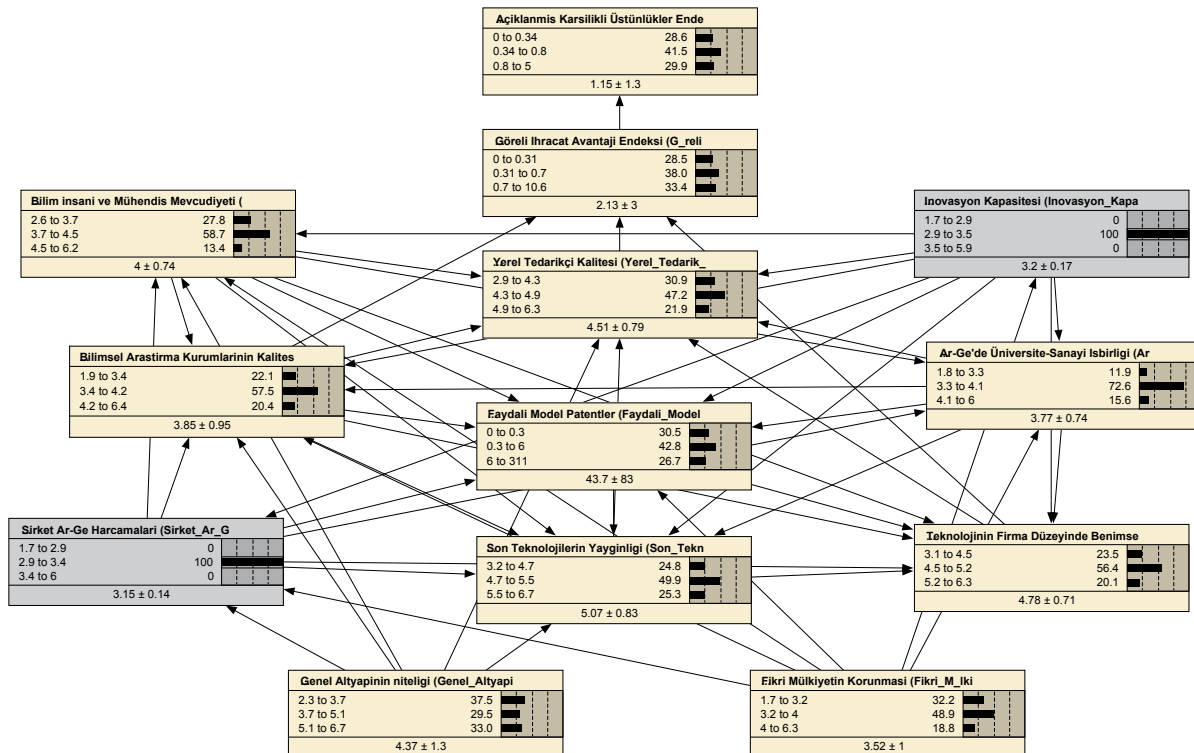 Açiklanmis Karsilikli Üstünlükler Ende
0 to 0.34 28.6
0.34 to 0.8 41.5
0.8 to 5 29.9
1.15 ± 1.3
Göreli Ihracat Avantaji Endeksi (G_reli
0 to 0.31 28.5
0.31 to 0.7 38.0
0.7 to 10.6 33.4
2.13 ± 3
Bilim insani ve Mühendis Mevcudiyeti (
2.6 to 3.7 27.8
3.7 to 4.5 58.7
4.5 to 6.2 13.4
4 ± 0.74
Inovasyon Kapasitesi (Inovasyon_Kapa
1.7 to 2.9 0
2.9 to 3.5 100
3.5 to 5.9 0
3.2 ± 0.17
Yerel Tedarikçi Kalitesi (Yerel_Tedarik_
2.9 to 4.3 30.9
4.3 to 4.9 47.2
4.9 to 6.3 21.9
4.51 ± 0.79
Bilimsel Arastirma Kurumlarinin Kalites
1.9 to 3.4 22.1
3.4 to 4.2 57.5
4.2 to 6.4 20.4
3.85 ± 0.95
Ar-Ge'de Üniversite-Sanayi Isbirligi (Ar
1.8 to 3.3 11.9
3.3 to 4.1 72.6
4.1 to 6 15.6
3.77 ± 0.74
Faydali Model Patentler (Faydali_Model
0 to 0.3 30.5
0.3 to 6 42.8
6 to 311 26.7
43.7 ± 83
Sirket Ar-Ge Harcamalari (Sirket_Ar_G
1.7 to 2.9 0
2.9 to 3.4 100
3.4 to 6 0
3.15 ± 0.14
Son Teknolojilerin Yayginligi (Son_Tekn
3.2 to 4.7 24.8
4.7 to 5.5 49.9
5.5 to 6.7 25.3
5.07 ± 0.83
Teknolojinin Firma Düzeyinde Benimse
3.1 to 4.5 23.5
4.5 to 5.2 56.4
5.2 to 6.3 20.1
4.78 ± 0.71
Genel Altyapinin niteligi (Genel_Altyapi
2.3 to 3.7 37.5
3.7 to 5.1 29.5
5.1 to 6.7 33.0
4.37 ± 1.3
Fikri Mülkiyetin Korunmasi (Fikri_M_lki
1.7 to 3.2 32.2
3.2 to 4 48.9
4 to 6.3 18.8
3.52 ± 1